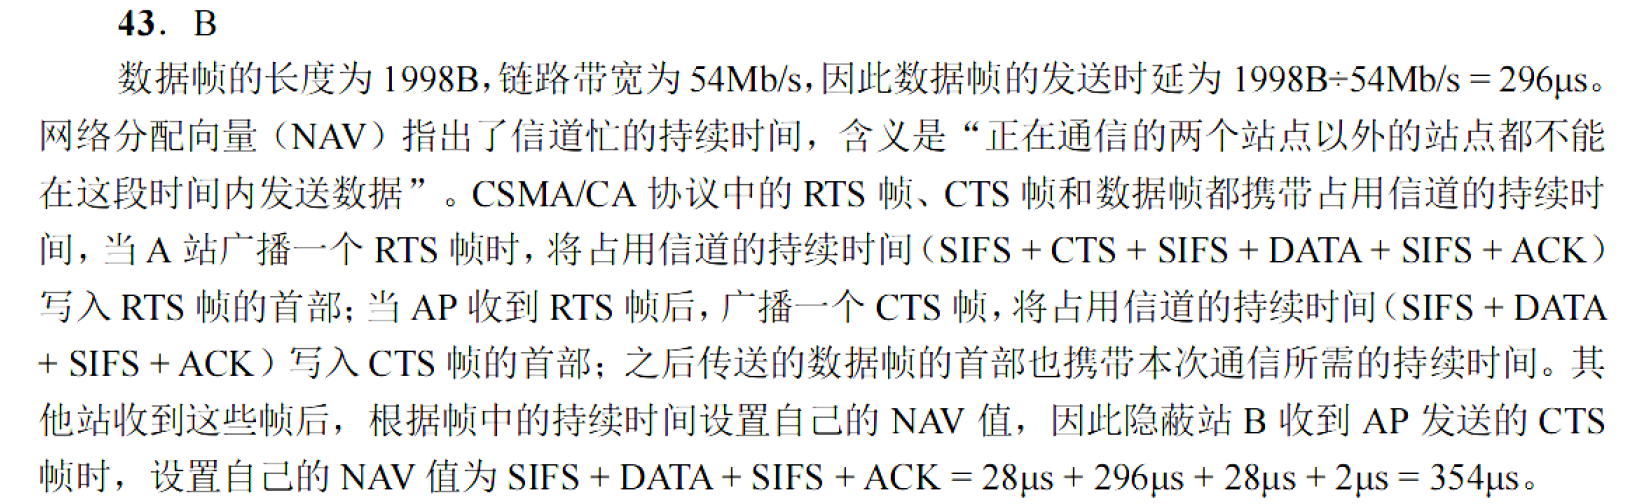 43. B
数据帧的长度为 1998B,链路带宽为 54Mb/s,因此数据帧的发送时延为 1998B÷54Mb/s = 296μs。
网络分配向量（NAV）指出了信道忙的持续时间，含义是“正在通信的两个站点以外的站点都不能
在这段时间内发送数据”。CSMA/CA 协议中的 RTS 帧、CTS 帧和数据帧都携带占用信道的持续时
间，当 A 站广播一个 RTS 帧时，将占用信道的持续时间（SIFS + CTS + SIFS + DATA + SIFS + ACK）
写入 RTS 帧的首部；当 AP 收到 RTS 帧后，广播一个 CTS 帧，将占用信道的持续时间（SIFS + DATA
+ SIFS + ACK）写入 CTS 帧的首部；之后传送的数据帧的首部也携带本次通信所需的持续时间。其
他站收到这些帧后，根据帧中的持续时间设置自己的 NAV 值，因此隐蔽站 B 收到 AP 发送的 CTS
帧时，设置自己的 NAV 值为 SIFS + DATA + SIFS + ACK = 28μs + 296μs + 28μs + 2μs = 354μs。